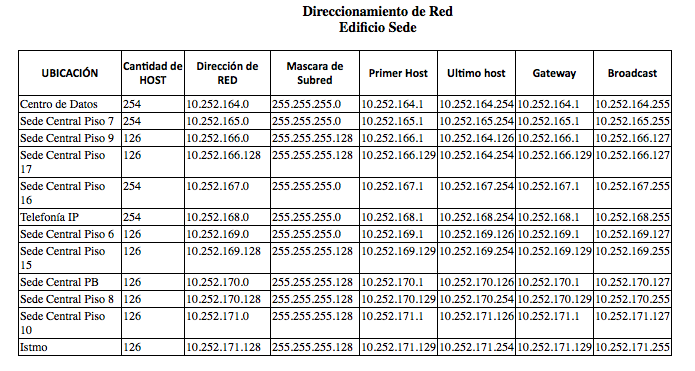 Direccionamiento de Red
Edificio Sede
UBICACIÓN Cantidad de HOST Dirección de RED Mascara de Subred Primer Host Ultimo host Gateway Broadcast
Centro de Datos 254 10.252.164.0 255.255.255.0 10.252.164.1 10.252.164.254 10.252.164.1 10.252.164.255
Sede Central Piso 7 254 10.252.165.0 255.255.255.0 10.252.165.1 10.252.165.254 10.252.165.1 10.252.165.255
Sede Central Piso 9 126 10.252.166.0 255.255.255.128 10.252.166.1 10.252.164.126 10.252.166.1 10.252.166.127
Sede Central Piso 17 126 10.252.166.128 255.255.255.128 10.252.166.129 10.252.164.254 10.252.166.129 10.252.166.127
Sede Central Piso 16 254 10.252.167.0 255.255.255.0 10.252.167.1 10.252.167.254 10.252.167.1 10.252.167.255
Telefonía IP 254 10.252.168.0 255.255.255.0 10.252.168.1 10.252.168.254 10.252.168.1 10.252.168.255
Sede Central Piso 6 126 10.252.169.0 255.255.255.128 10.252.169.1 10.252.169.126 10.252.169.1 10.252.169.127
Sede Central Piso 15 126 10.252.169.128 255.255.255.128 10.252.169.129 10.252.169.254 10.252.169.129 10.252.169.255
Sede Central PB 126 10.252.170.0 255.255.255.128 10.252.170.1 10.252.170.126 10.252.170.1 10.252.170.127
Sede Central Piso 8 126 10.252.170.128 255.255.255.128 10.252.170.129 10.252.170.254 10.252.170.129 10.252.170.255
Sede Central Piso 10 126 10.252.171.0 255.255.255.128 10.252.171.1 10.252.171.126 10.252.171.1 10.252.171.127
Istmo 126 10.252.171.128 255.255.255.128 10.252.171.129 10.252.171.254 10.252.171.129 10.252.171.255